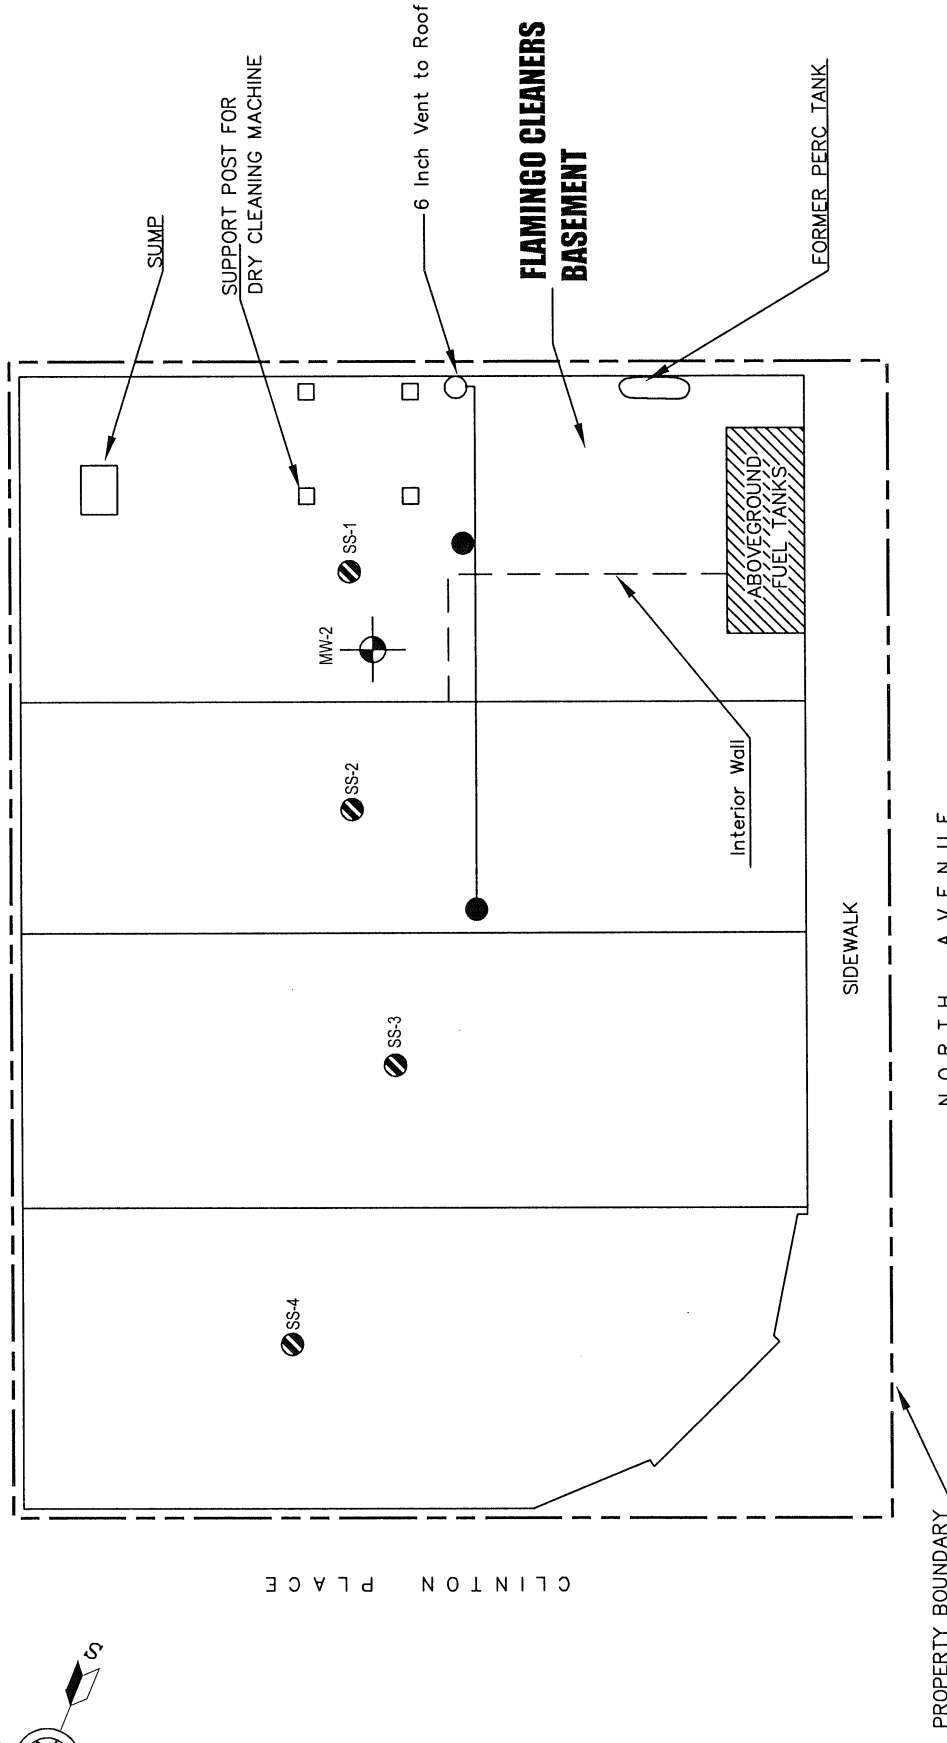 SUMP
SUPPORT POST FOR
DRY CLEANING MACHINE
6 Inch Vent to Roof
FLAMINGO CLEANERS
BASEMENT
FORMER PERC TANK
ABOVEGROUND
FUEL TANKS
SS-1
MW-2
SS-2
Interior Wall
SS-3
SIDEWALK
SS-4
NORTH AVENUE
CLINTON PLACE
PROPERTY BOUNDARY
S